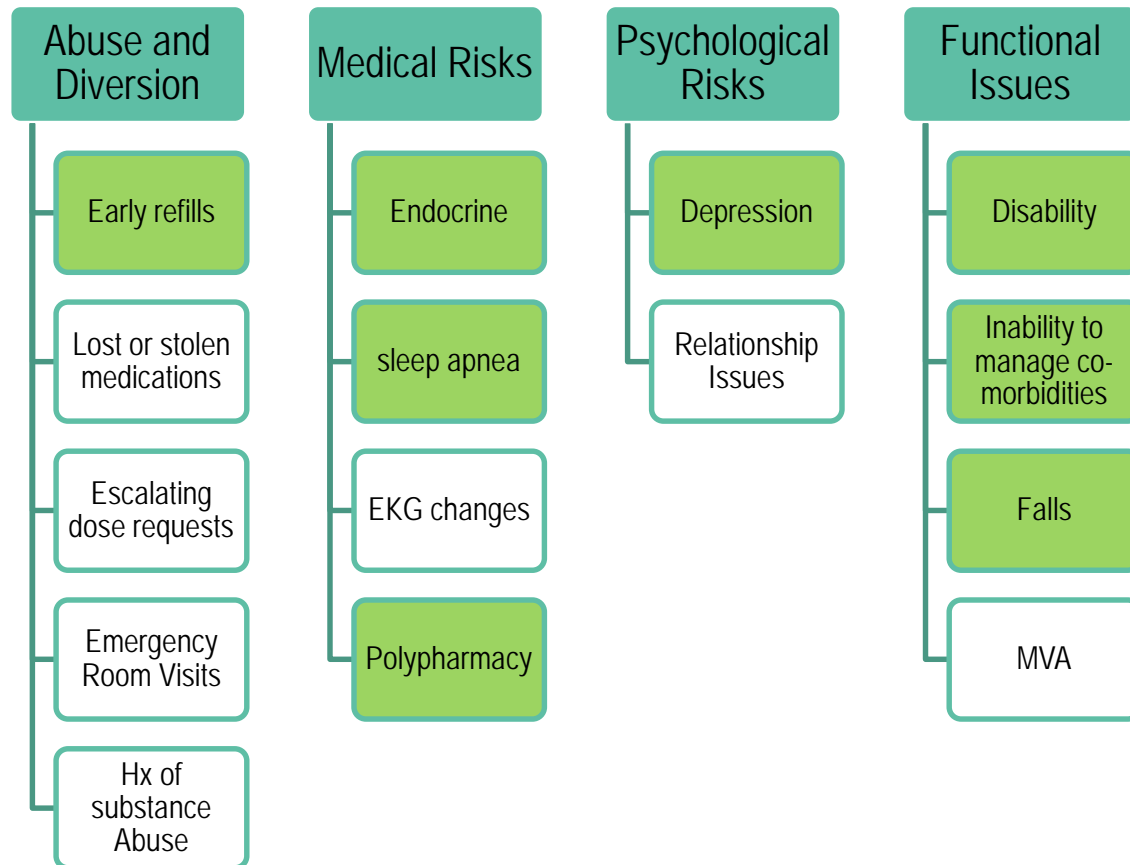 Abuse and
Diversion
Early refills
Lost or stolen
medications
Escalating
dose requests
Emergency
Room Visits
Hx of
substance
Abuse
Medical Risks
Endocrine
sleep apnea
EKG changes
Polypharmacy
Psychological
Risks
Depression
Relationship
Issues
Functional
Issues
Disability
Inability to
manage co-
morbidities
Falls
MVA